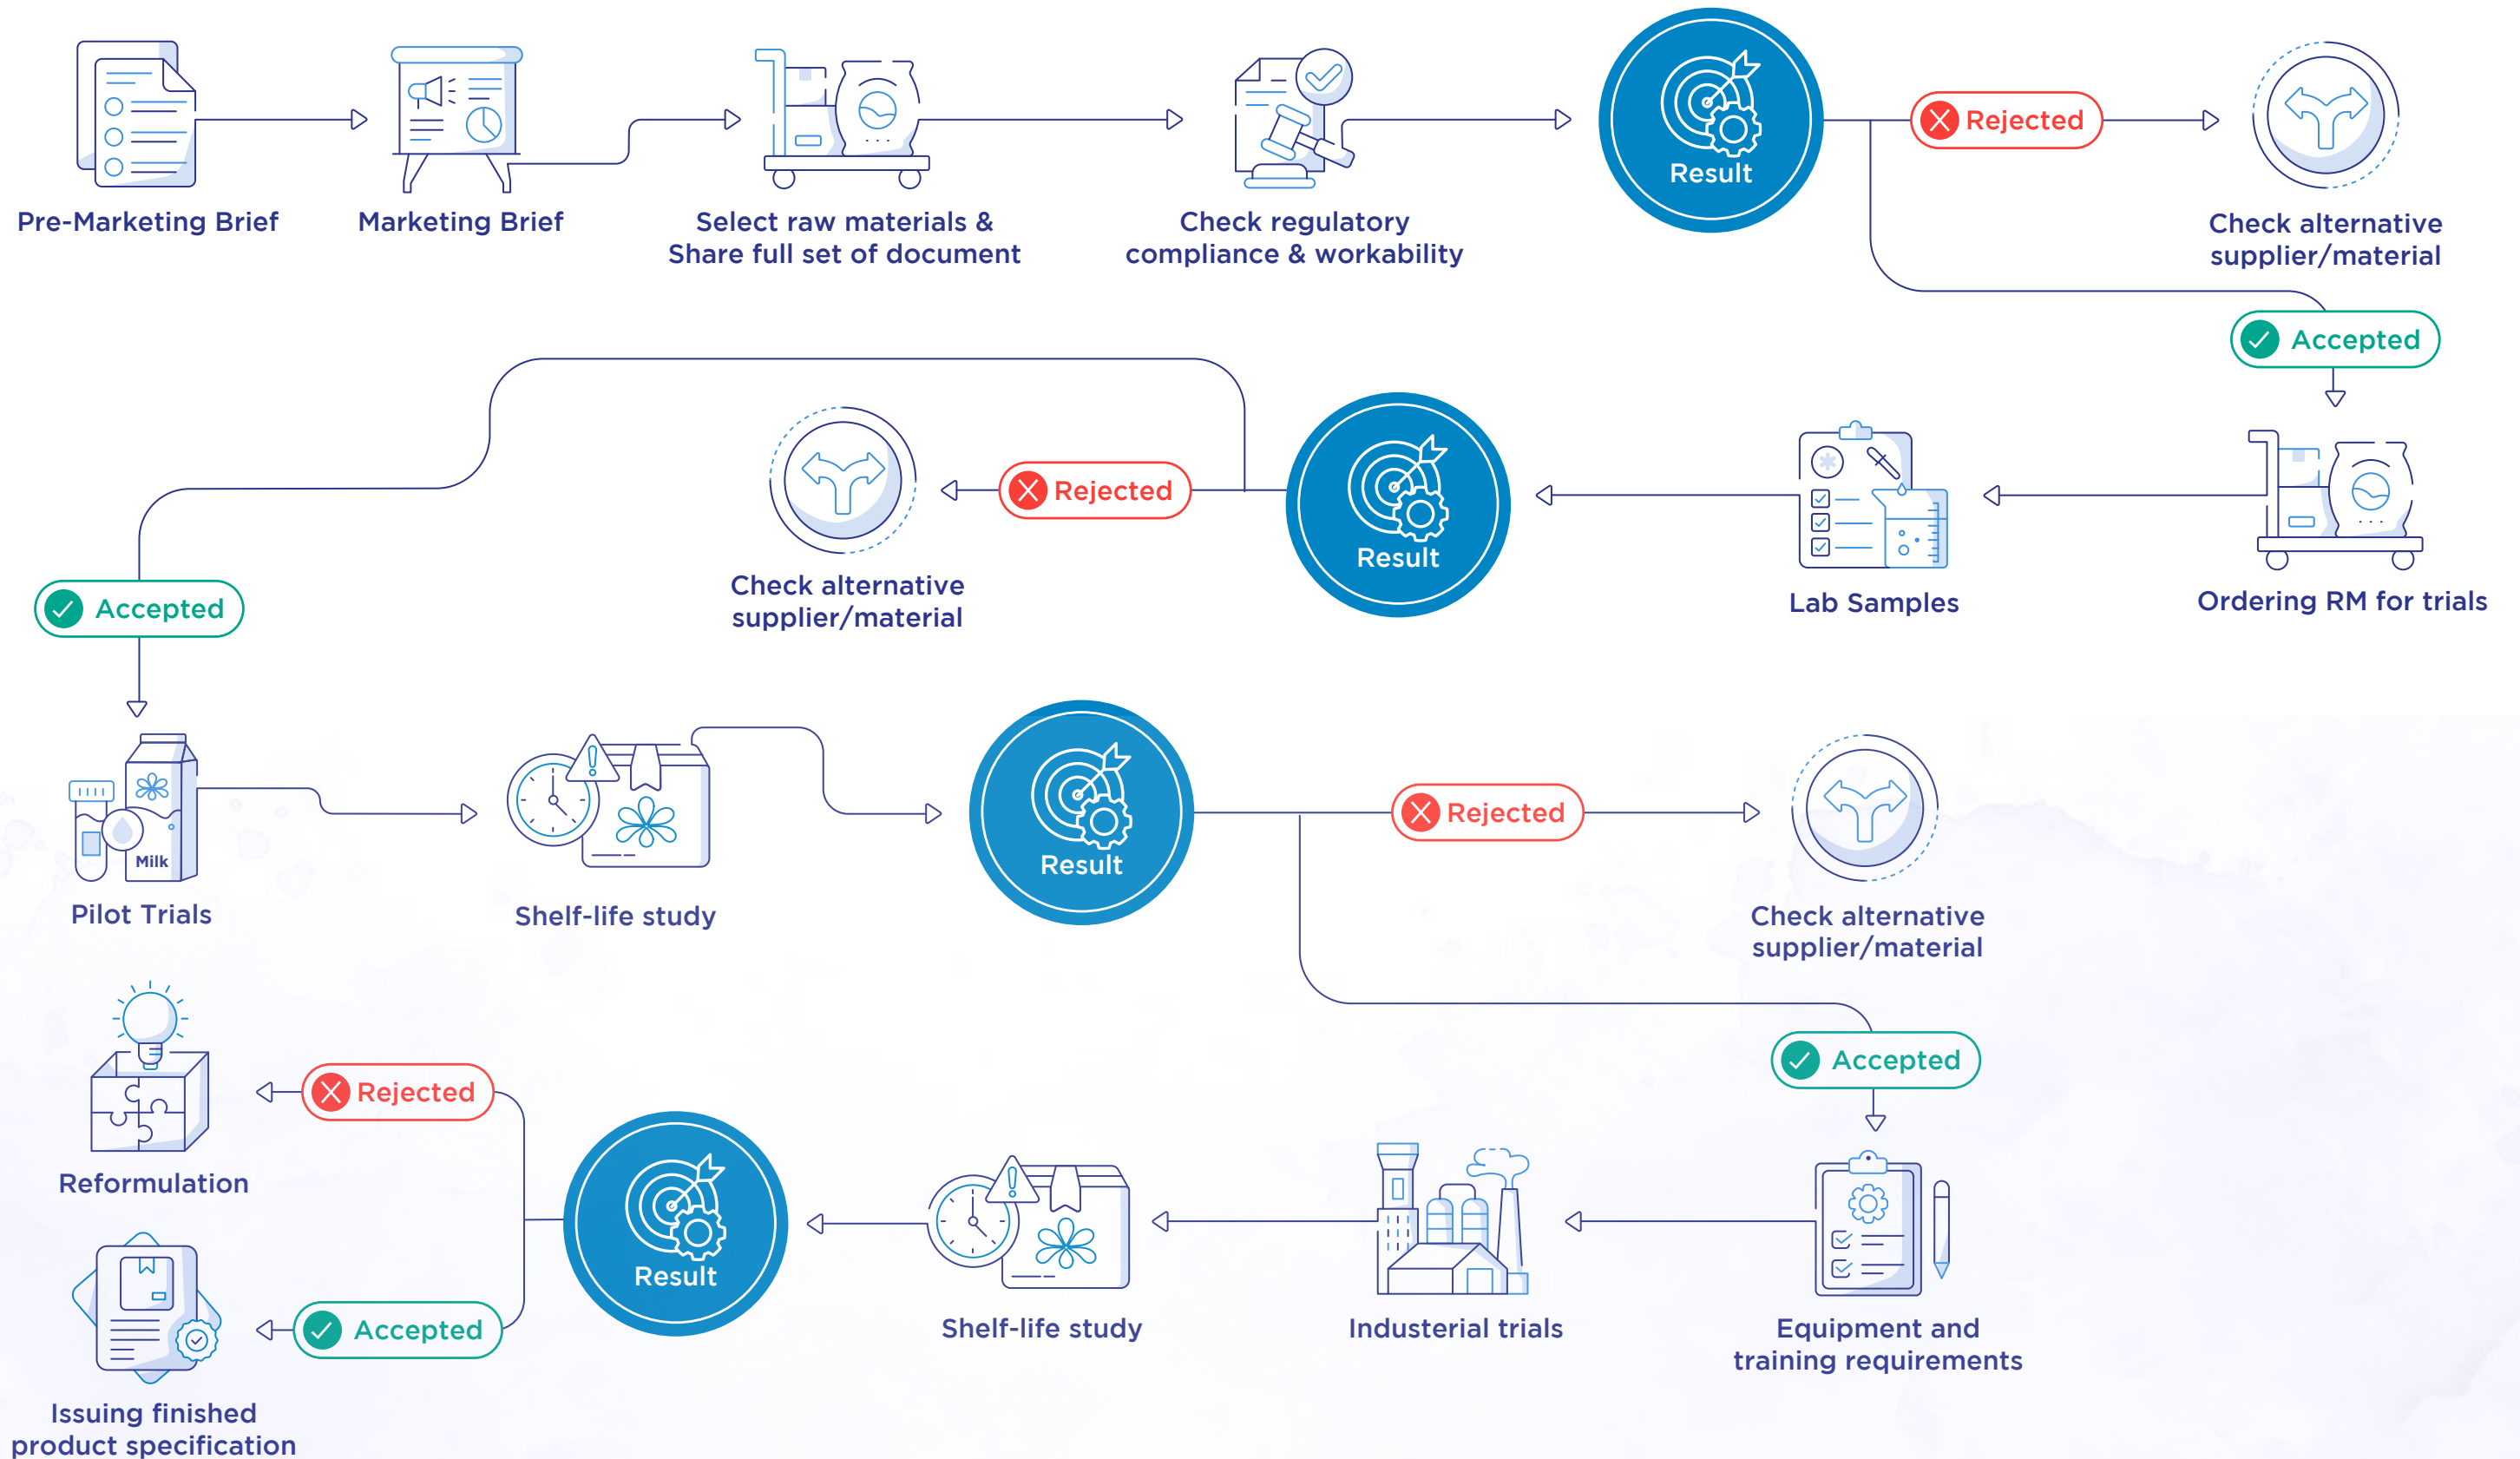 Pre-Marketing Brief
Marketing Brief
Select raw materials &
Share full set of document
Check regulatory
compliance & workability
Result
Rejected
Check alternative
supplier/material
Accepted
Ordering RM for trials
Lab Samples
Result
Rejected
Check alternative
supplier/material
Accepted
Milk
Pilot Trials
Shelf-life study
Result
Rejected
Check alternative
supplier/material
Accepted
Equipment and
training requirements
Industerial trials
Shelf-life study
Result
Rejected
Reformulation
Accepted
Issuing finished
product specification